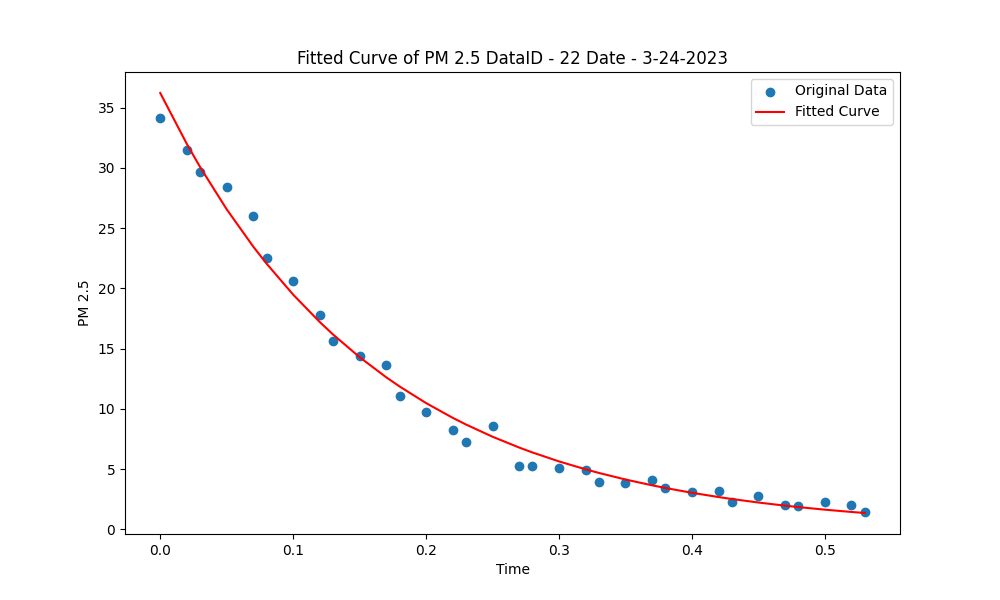 Fitted Curve of PM 2.5 DataID - 22 Date - 3-24-2023
Original Data
Fitted Curve
PM 2.5
35
30
25
20
15
10
5
0
0.0 0.1 0.2 0.3 0.4 0.5
Time